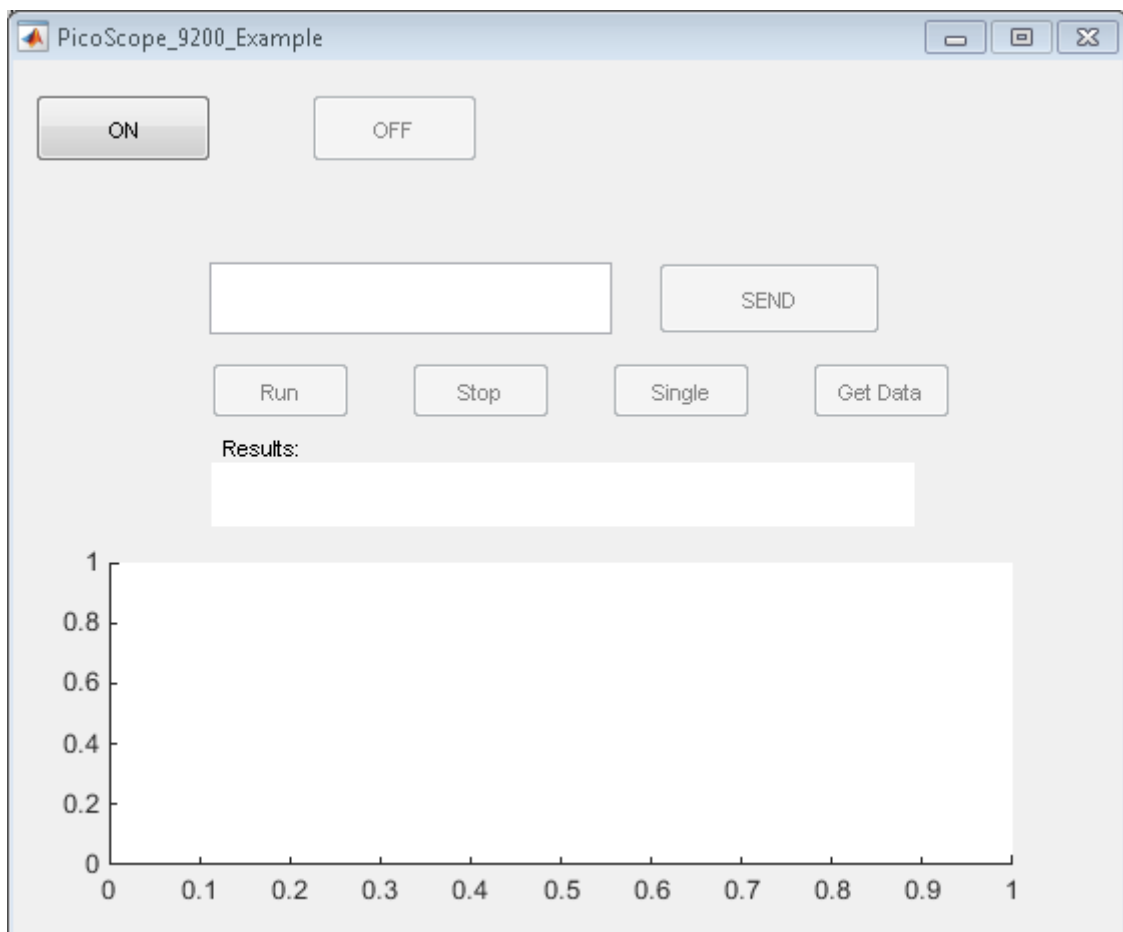 PicoScope_9200_Example
ON OFF
SEND
Run Stop Single Get Data
Results:
1
0.8
0.6
0.4
0.2
0
0 0.1 0.2 0.3 0.4 0.5 0.6 0.7 0.8 0.9 1